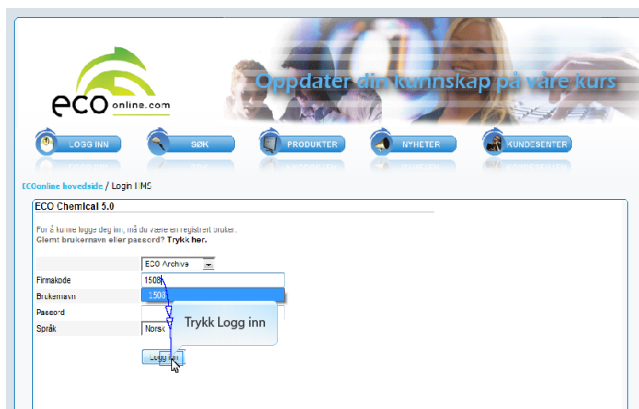 Oppdater din kunnskap på våre kurs
eco online.com
LOGG INN SØK PRODUKTER NYHETER KUNDESENTER
ECOonline hovedside / Login HMS
ECO Chemical 5.0
For å kunne logge deg inn, må du være en registrert bruker.
Glemt brukernavn eller passord? Trykk her.
ECO Archive
Firmakode 1508
Brukernavn 1508
Passord
Trykk Logg inn
Språk Norsk
Logg inn